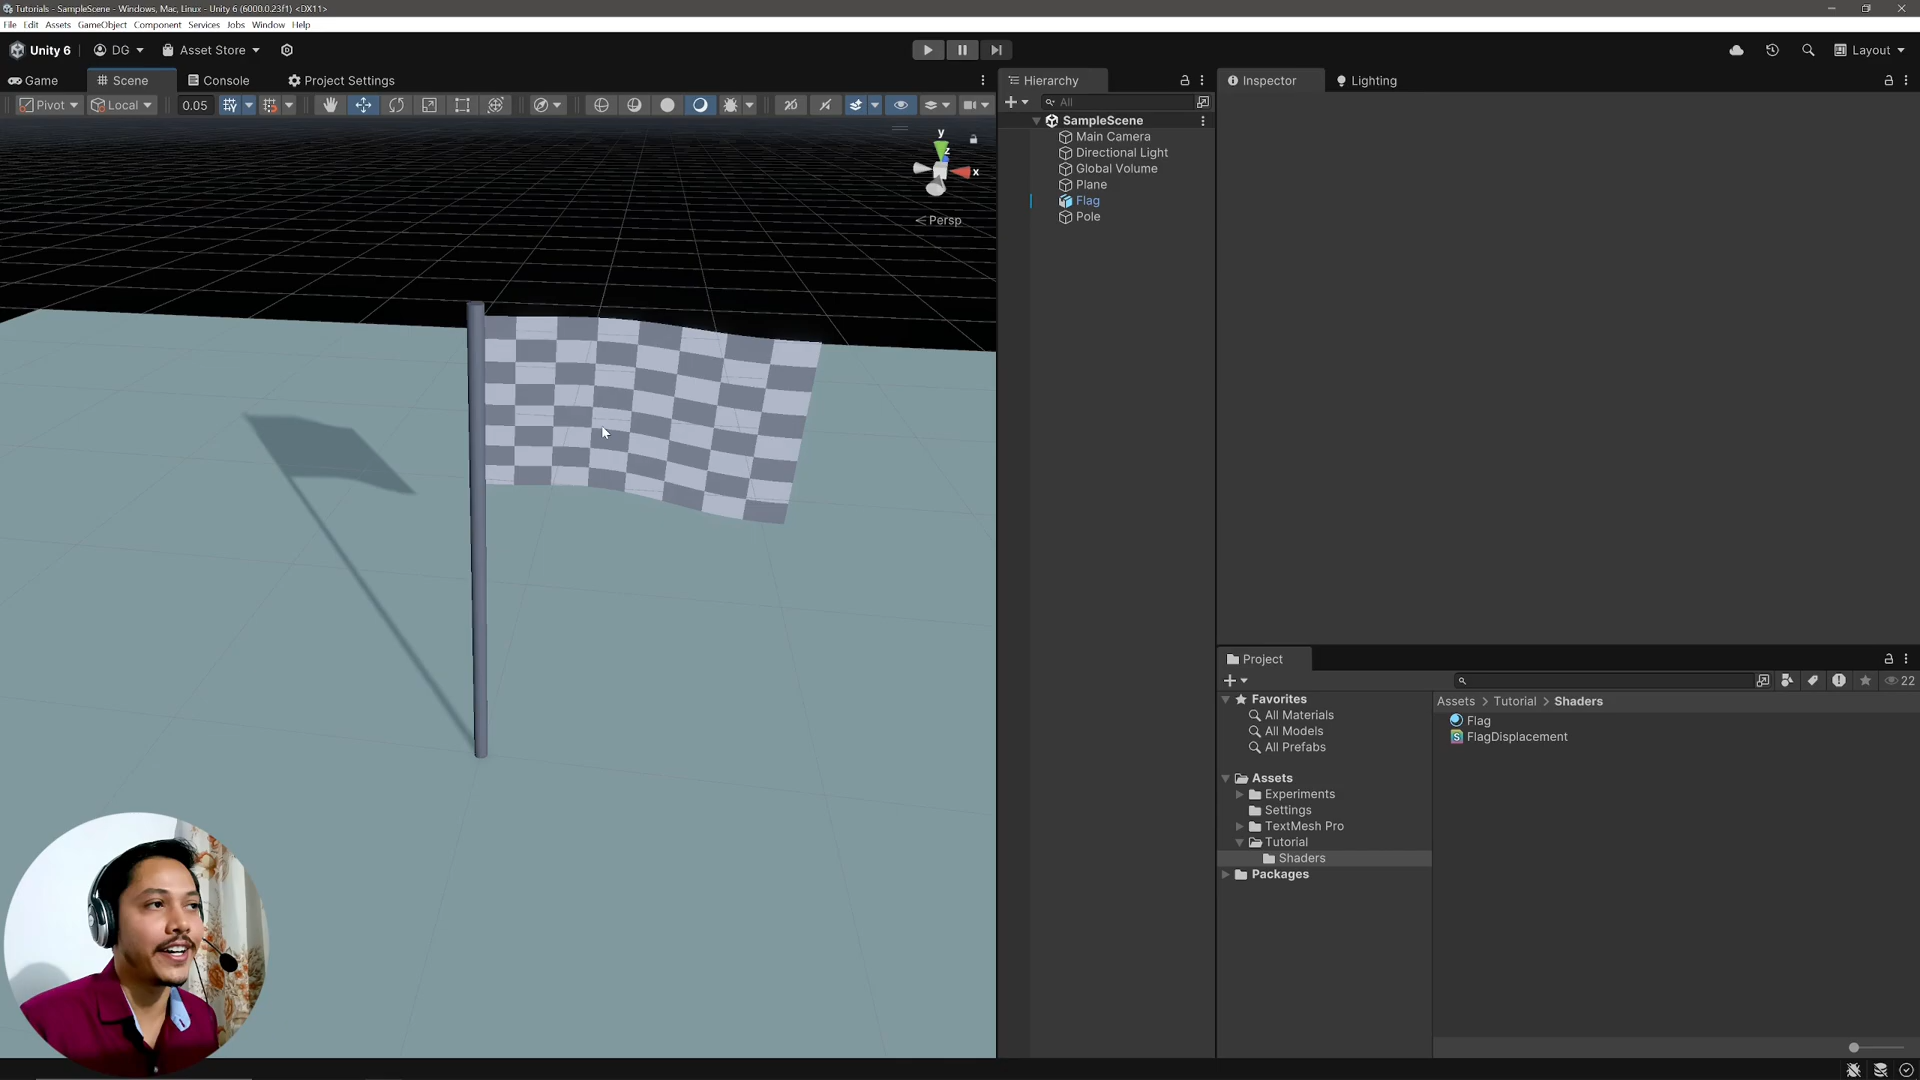 Tutorials - SampleScene - Windows, Mac, Linux - Unity 6 (6000.0.23f1) <DX11>
File Edit Assets GameObject Component Services Jobs Window Help
Unity 6 DG Asset Store Layout
Game Scene Console Project Settings
Pivot Local 0.05
y
z
x
Persp
Hierarchy
All
SampleScene
Main Camera
Directional Light
Global Volume
Plane
Flag
Pole
Inspector Lighting
Project
22
Favorites
All Materials
All Models
All Prefabs
Assets
Experiments
Settings
TextMesh Pro
Tutorial
Shaders
Packages
Assets > Tutorial > Shaders
Flag
FlagDisplacement